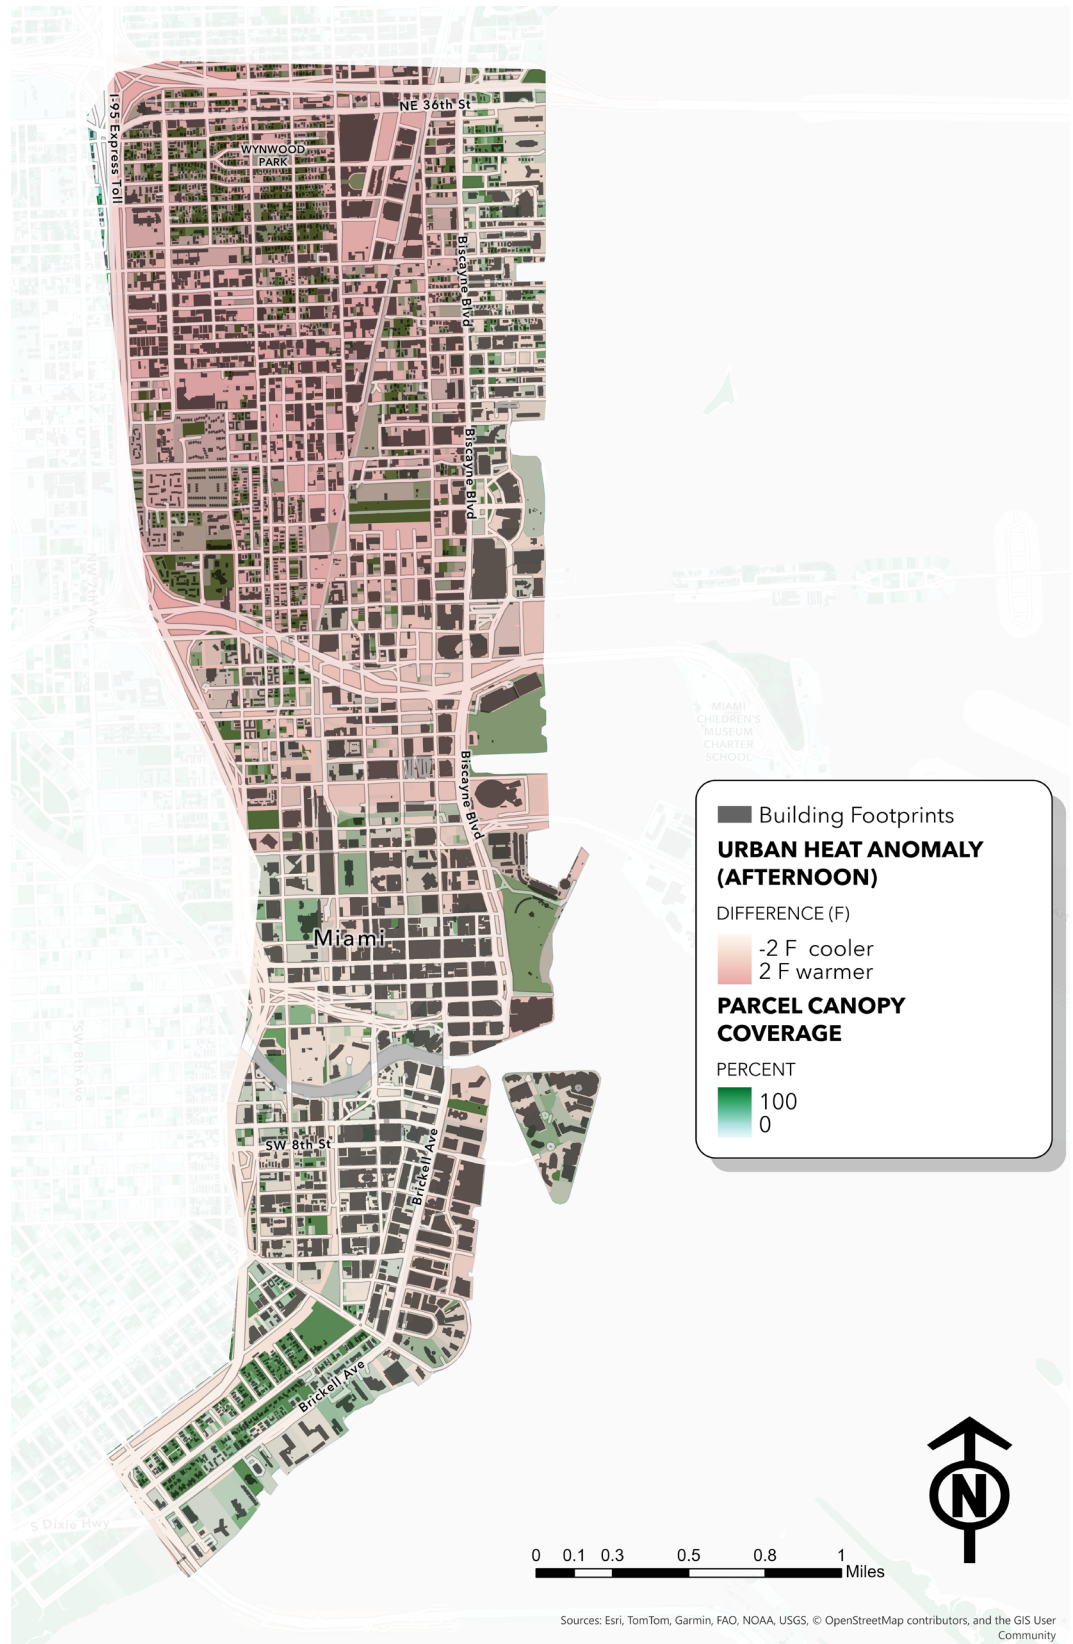 NE 36th St
I-95 Express Toll
WYNWOOD
PARK
Biscayne Blvd
Biscayne Blvd
NW 7th Ave
MIAMI
CHILDREN'S
MUSEUM
CHARTER
SCHOOL
Biscayne Blvd
Building Footprints
URBAN HEAT ANOMALY
(AFTERNOON)
DIFFERENCE (F)
-2 F cooler
2 F warmer
PARCEL CANOPY
COVERAGE
PERCENT
100
0
Miami
SW 8th Ave
SW 8th St
Brickell Ave
Brickell Ave
S Dixie Hwy
N
0 0.1 0.3 0.5 0.8 1
Miles
Sources: Esri, TomTom, Garmin, FAO, NOAA, USGS, © OpenStreetMap contributors, and the GIS User
Community